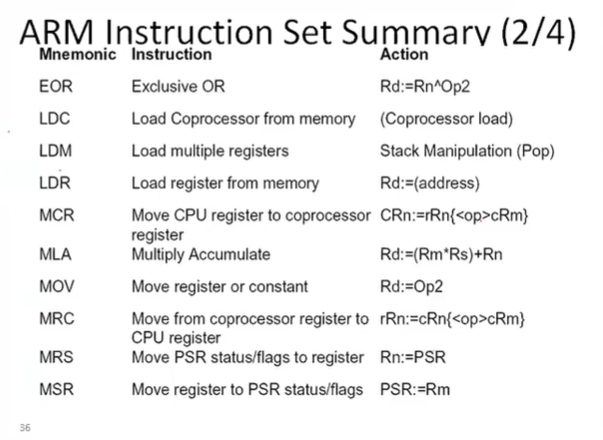 ARM Instruction Set Summary (2/4)
Mnemonic Instruction Action
EOR Exclusive OR Rd:=Rn^Op2
LDC Load Coprocessor from memory (Coprocessor load)
LDM Load multiple registers Stack Manipulation (Pop)
LDR Load register from memory Rd:=(address)
MCR Move CPU register to coprocessor CRn:=rRn{<op>cRm}
register
MLA Multiply Accumulate Rd:=(Rm*Rs)+Rn
MOV Move register or constant Rd:=Op2
MRC Move from coprocessor register to rRn:=cRn{<op>cRm}
CPU register
MRS Move PSR status/flags to register Rn:=PSR
MSR Move register to PSR status/flags PSR:=Rm
36